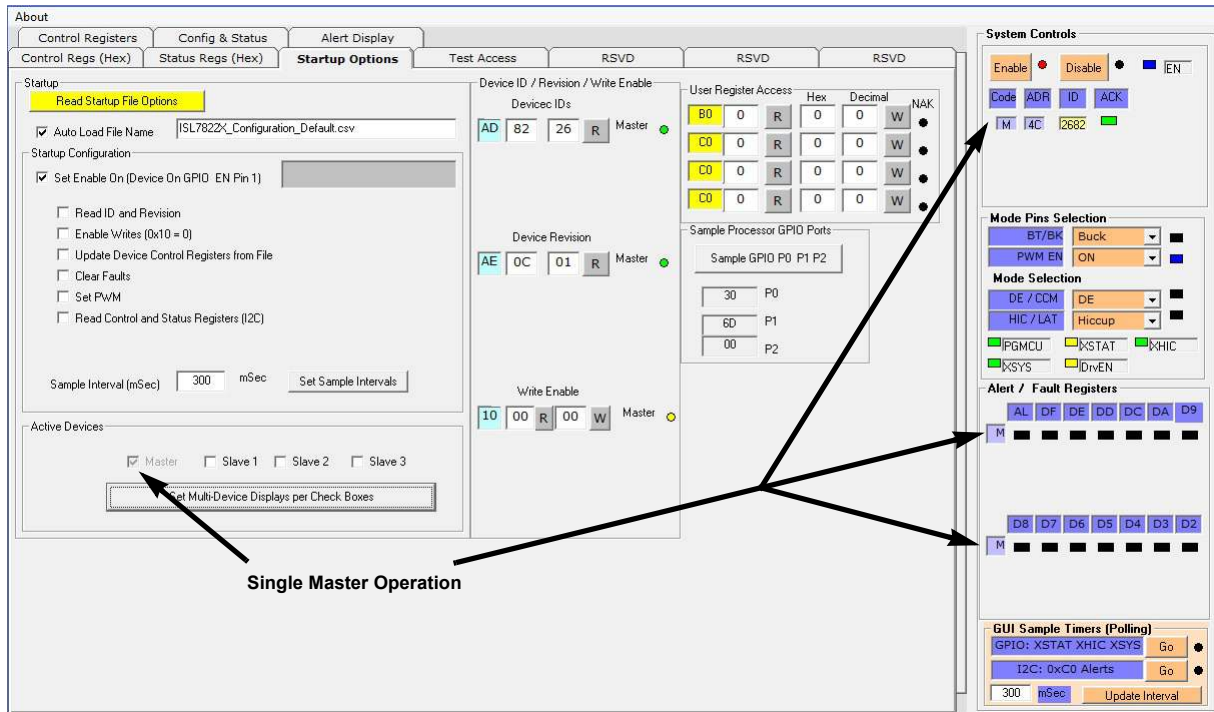 About
Control Registers Config & Status Alert Display
Control Regs (Hex) Status Regs (Hex) Startup Options Test Access RSVD RSVD RSVD
Startup
Read Startup File Options
Auto Load File Name ISL7822X_Configuration_Default.csv
Startup Configuration
Set Enable On (Device On GPIO EN Pin 1)
Read ID and Revision
Enable Writes (0x10 = 0)
Update Device Control Registers from File
Clear Faults
Set PWM
Read Control and Status Registers (I2C)
Sample Interval (mSec) 300 mSec Set Sample Intervals
Active Devices
Master Slave 1 Slave 2 Slave 3
Set Multi-Device Displays per Check Boxes
Single Master Operation
Device ID / Revision / Write Enable
Devicec IDs
AD 82 26 R Master
Device Revision
AE 0C 01 R Master
Write Enable
10 00 R 00 W Master
User Register Access Hex Decimal NAK
B0 0 R 0 0 W
C0 0 R 0 0 W
C0 0 R 0 0 W
C0 0 R 0 0 W
Sample Processor GPIO Ports
Sample GPIO P0 P1 P2
30 P0
6D P1
00 P2
System Controls
Enable Disable EN
Code ADR ID ACK
M 4C 2682
Mode Pins Selection
BT/BK Buck
PWM EN ON
Mode Selection
DE / CCM DE
HIC / LAT Hiccup
PGMCU XSTAT XHIC
XSYS DrvEN
Alert / Fault Registers
AL DF DE DD DC DA D9
M
D8 D7 D6 D5 D4 D3 D2
M
GUI Sample Timers (Polling)
GPIO: XSTAT XHIC XSYS Go
I2C: 0xC0 Alerts Go
300 mSec Update Interval